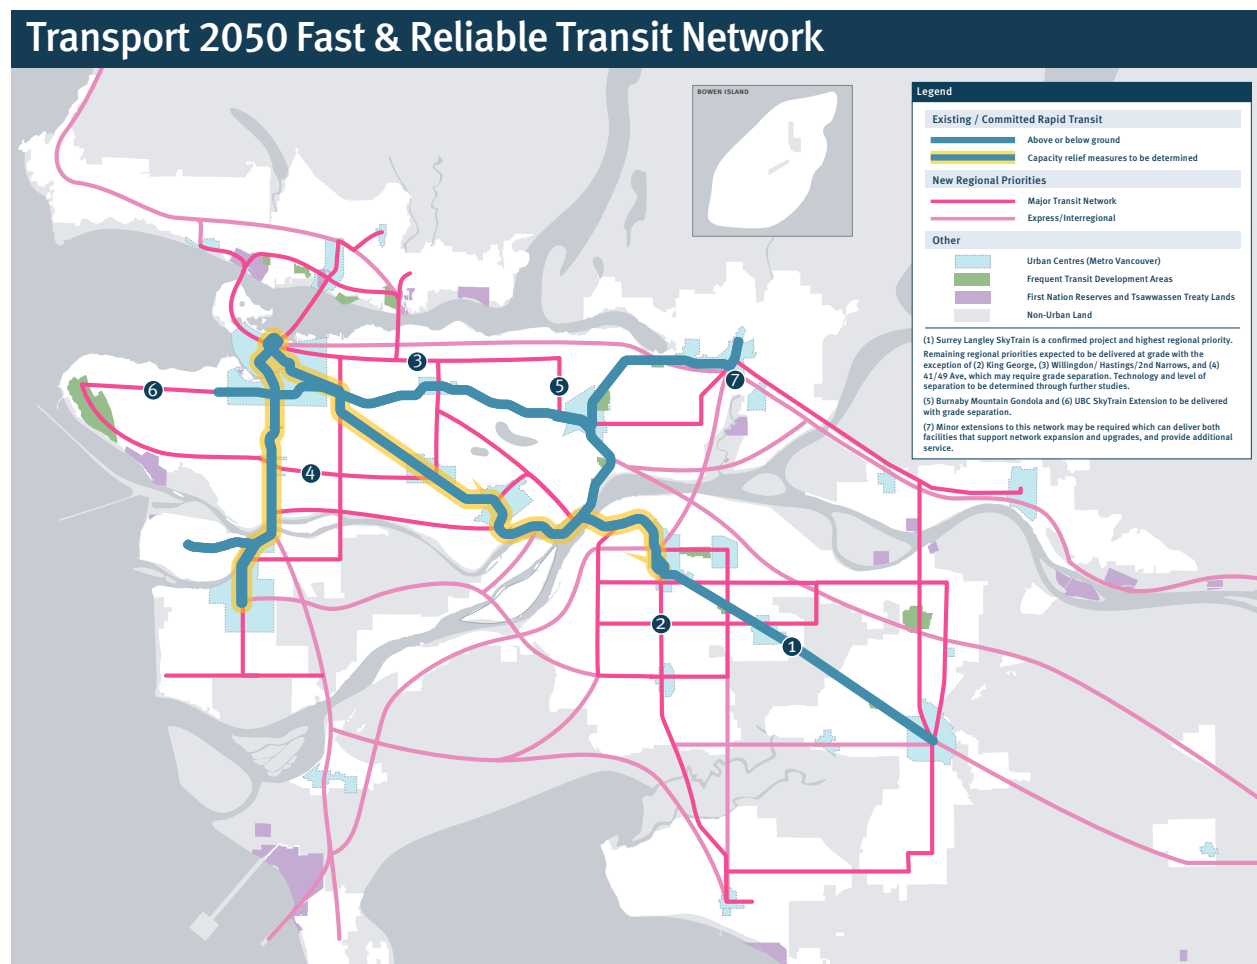 Transport 2050 Fast & Reliable Transit Network
BOWEN ISLAND
Legend
Existing / Committed Rapid Transit
Above or below ground
Capacity relief measures to be determined
New Regional Priorities
Major Transit Network
Express/Interregional
Other
Urban Centres (Metro Vancouver)
Frequent Transit Development Areas
First Nation Reserves and Tsawwassen Treaty Lands
Non-Urban Land
(1) Surrey Langley SkyTrain is a confirmed project and highest regional priority.
Remaining regional priorities expected to be delivered at grade with the
exception of (2) King George, (3) Willingdon/ Hastings/2nd Narrows, and (4)
41/49 Ave, which may require grade separation. Technology and level of
separation to be determined through further studies.
(5) Burnaby Mountain Gondola and (6) UBC SkyTrain Extension to be delivered
with grade separation.
(7) Minor extensions to this network may be required which can deliver both
facilities that support network expansion and upgrades, and provide additional
service.
3
5
7
6
4
2
1